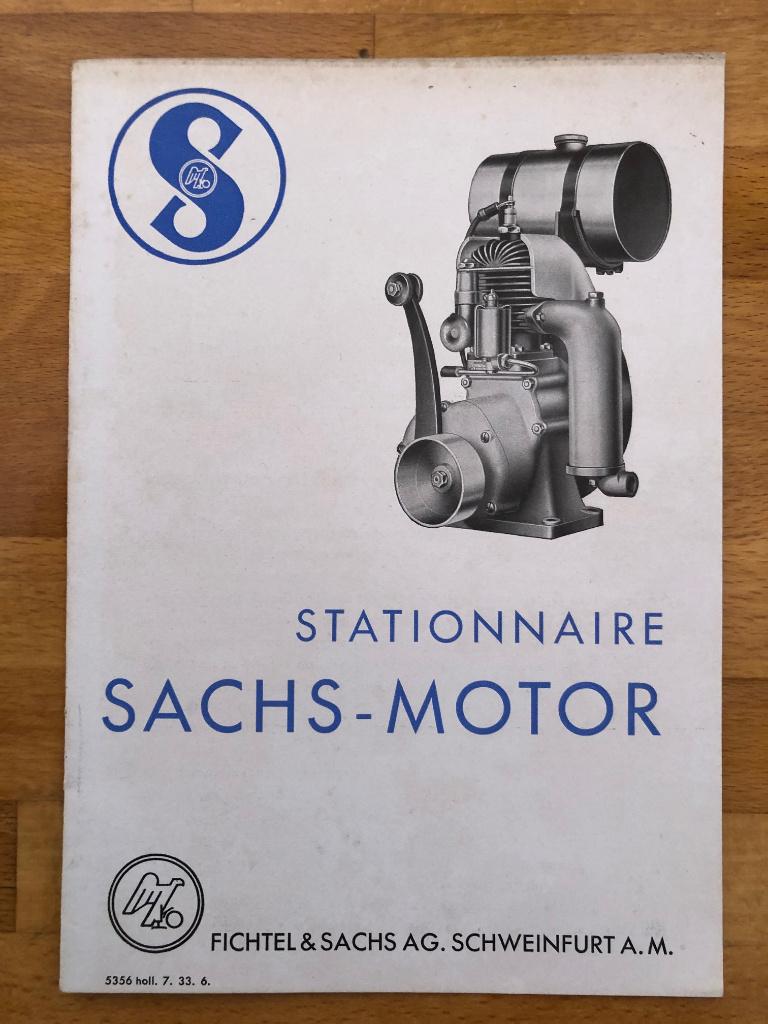 S
STATIONNAIRE
SACHS-MOTOR
FICHTEL & SACHS AG. SCHWEINFURT A. M.
5356 holl. 7. 33. 6.